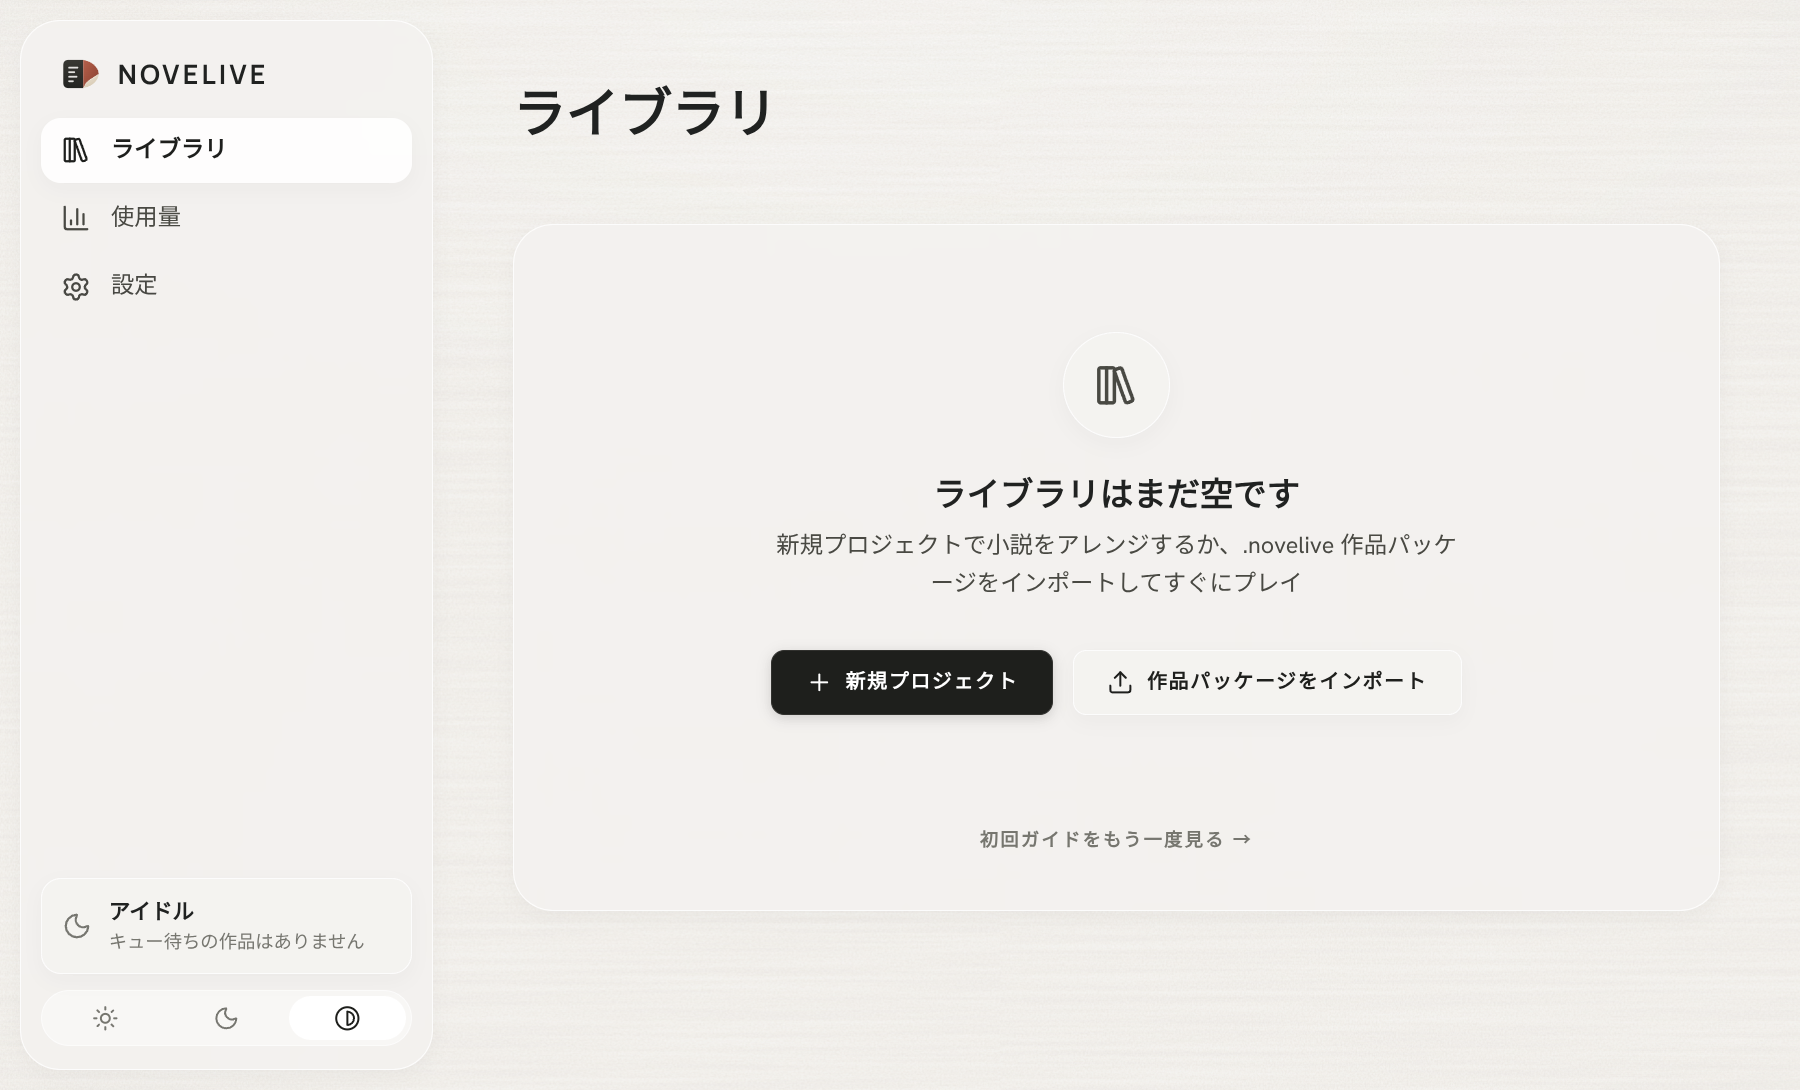 NOVELIVE
ライブラリ
使用量
設定
アイドル
キュー待ちの作品はありません
ライブラリ
ライブラリはまだ空です
新規プロジェクトで小説をアレンジするか、.novelive 作品パッケ
ージをインポートしてすぐにプレイ
新規プロジェクト
作品パッケージをインポート
初回ガイドをもう一度見る →